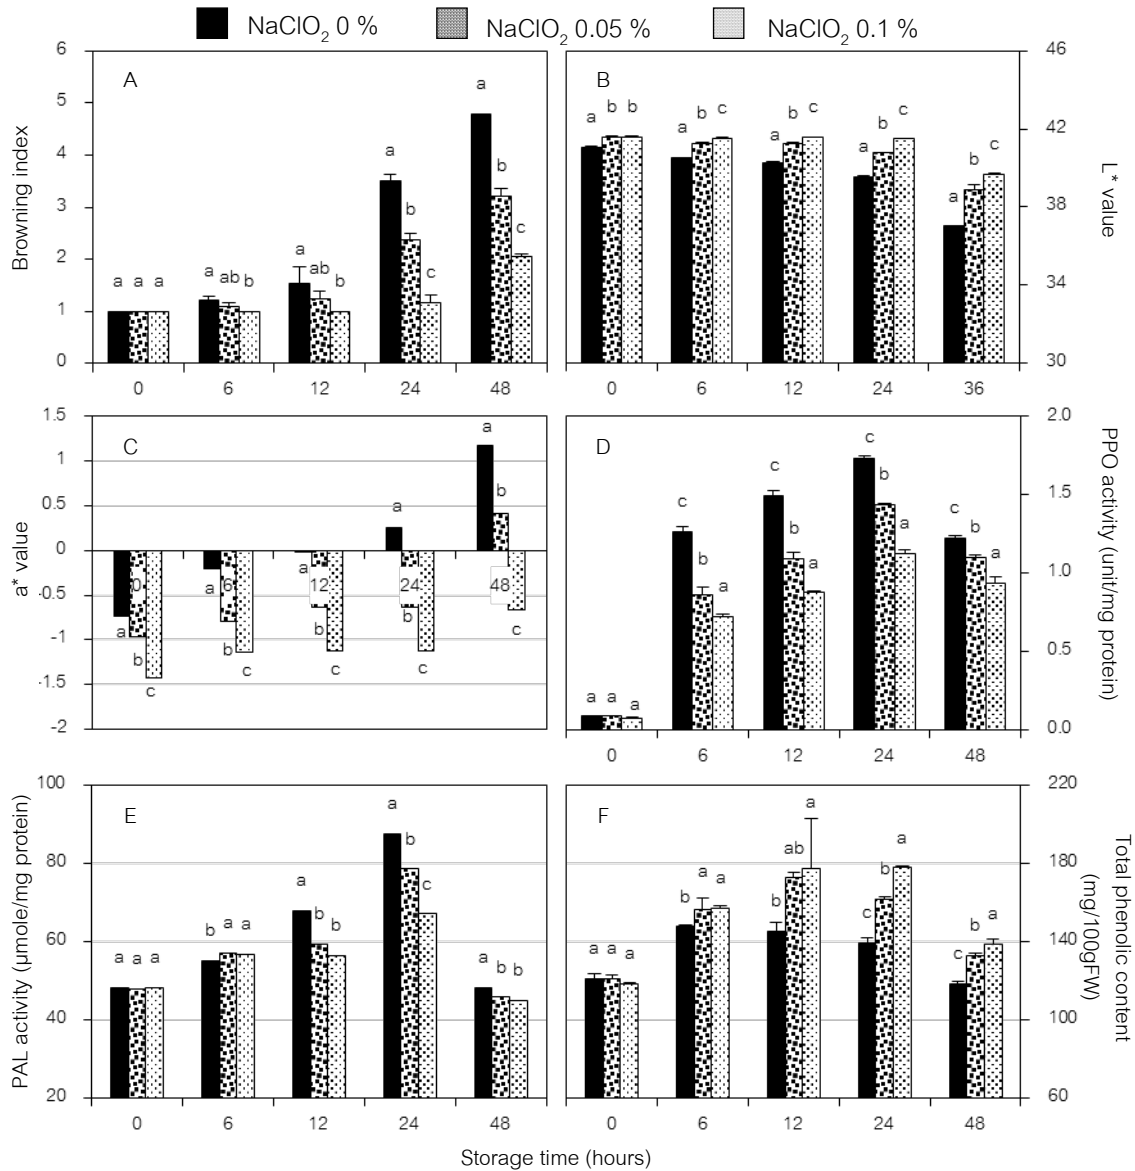 NaClO₂ 0 % NaClO₂ 0.05 % NaClO₂ 0.1 %
A
6
5
4
3
2
1
0
Browning index
a a a
a ab b
a ab b
a b c
a b c
0 6 12 24 48
B
46
42
38
34
30
L* value
a b b
a b c
a b c
a b c
a b c
0 6 12 24 36
C
1.5
1
0.5
0
-0.5
-1
-1.5
-2
a* value
a b c
a b c
a b c
a b c
a b c
0 6 12 24 48
D
2.0
1.5
1.0
0.5
0.0
PPO activity (unit/mg protein)
a a a
c b a
c b a
c b a
c b a
0 6 12 24 48
E
100
80
60
40
20
PAL activity (μmole/mg protein)
a a a
b a a
a b b
a b c
a b b
0 6 12 24 48
F
220
180
140
100
60
Total phenolic content
(mg/100gFW)
a a a
b a a
b ab a
c b a
c b a
0 6 12 24 48
Storage time (hours)